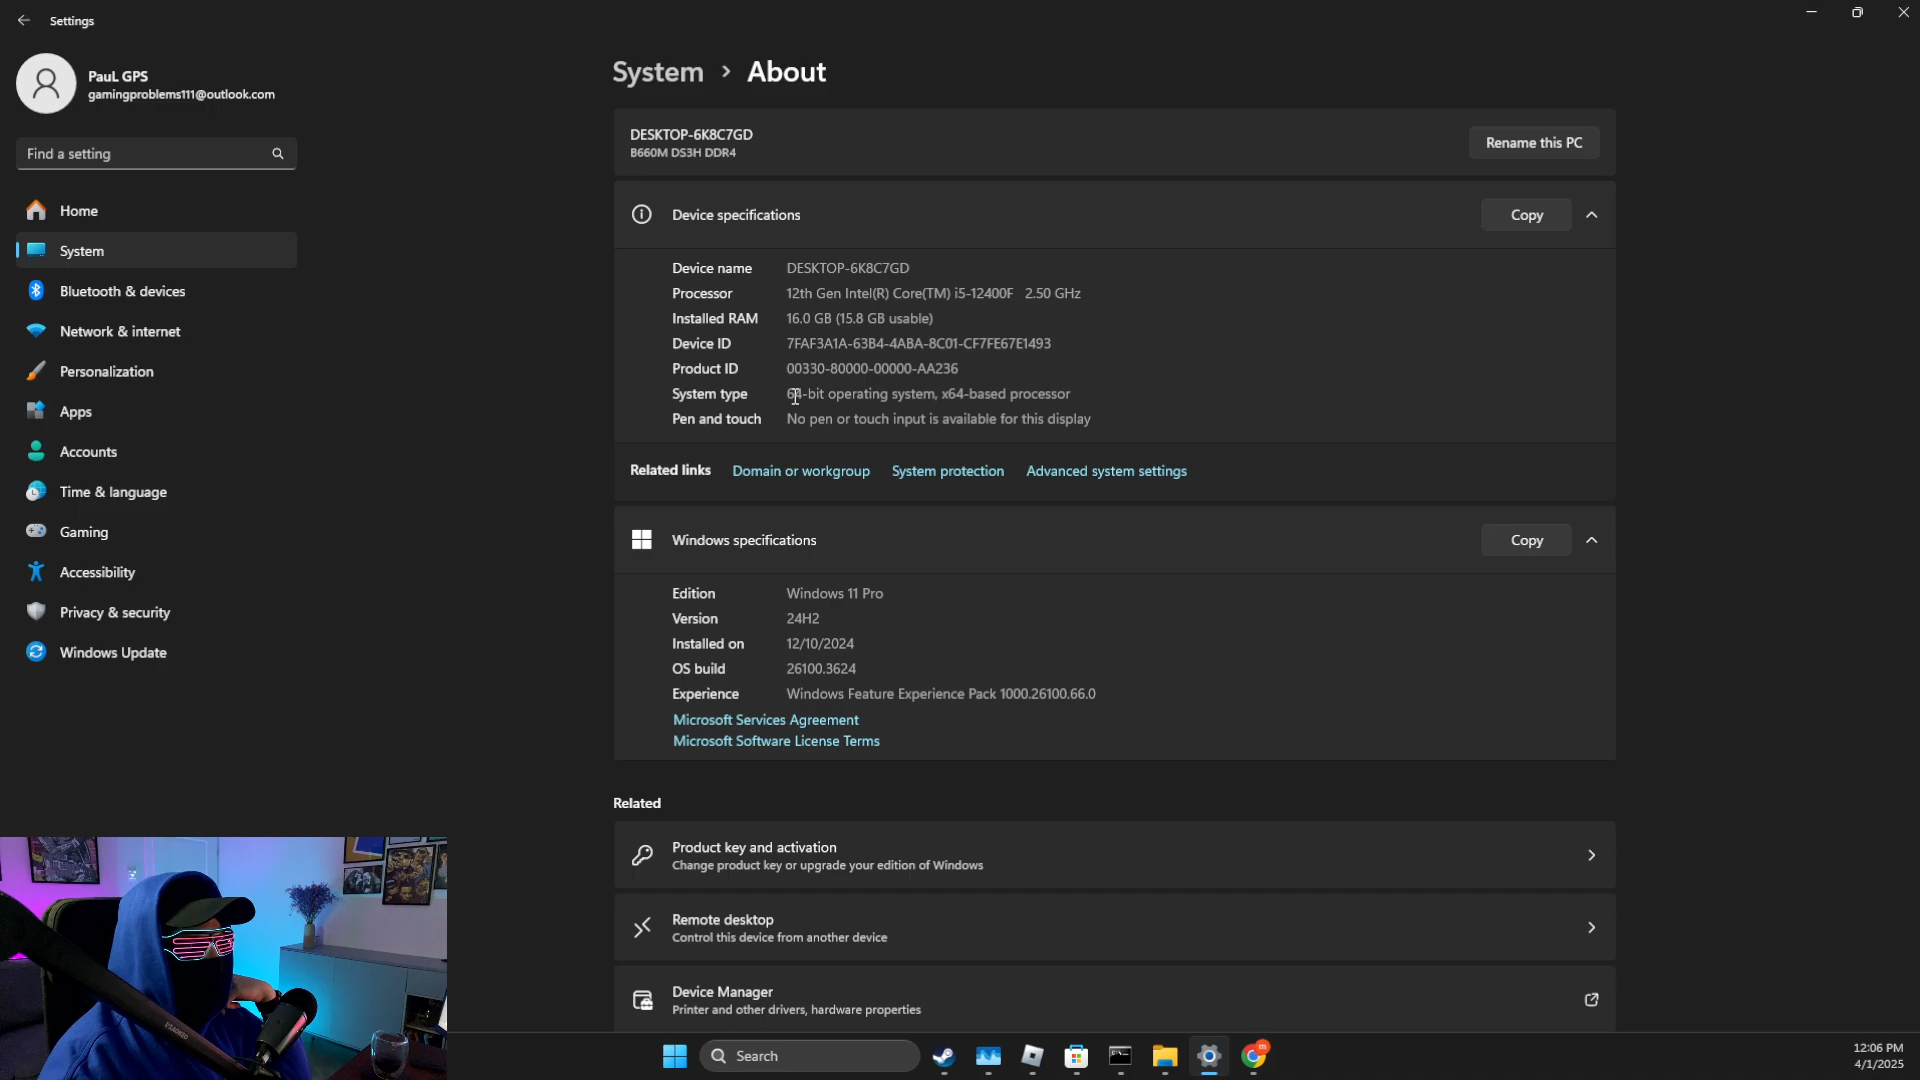 Settings
PauL GPS
gamingproblems111@outlook.com
Find a setting
Home
System
Bluetooth & devices
Network & internet
Personalization
Apps
Accounts
Time & language
Gaming
Accessibility
Privacy & security
Windows Update
System > About
DESKTOP-6K8C7GD
B660M DS3H DDR4
Rename this PC
Device specifications
Copy
Device name DESKTOP-6K8C7GD
Processor 12th Gen Intel(R) Core(TM) i5-12400F 2.50 GHz
Installed RAM 16.0 GB (15.8 GB usable)
Device ID 7FAF3A1A-63B4-4ABA-8C01-CF7FE67E1493
Product ID 00330-80000-00000-AA236
System type 64-bit operating system, x64-based processor
Pen and touch No pen or touch input is available for this display
Related links Domain or workgroup System protection Advanced system settings
Windows specifications
Copy
Edition Windows 11 Pro
Version 24H2
Installed on 12/10/2024
OS build 26100.3624
Experience Windows Feature Experience Pack 1000.26100.66.0
Microsoft Services Agreement
Microsoft Software License Terms
Related
Product key and activation
Change product key or upgrade your edition of Windows
Remote desktop
Control this device from another device
Device Manager
Printer and other drivers, hardware properties
Search
12:06 PM
4/1/2025